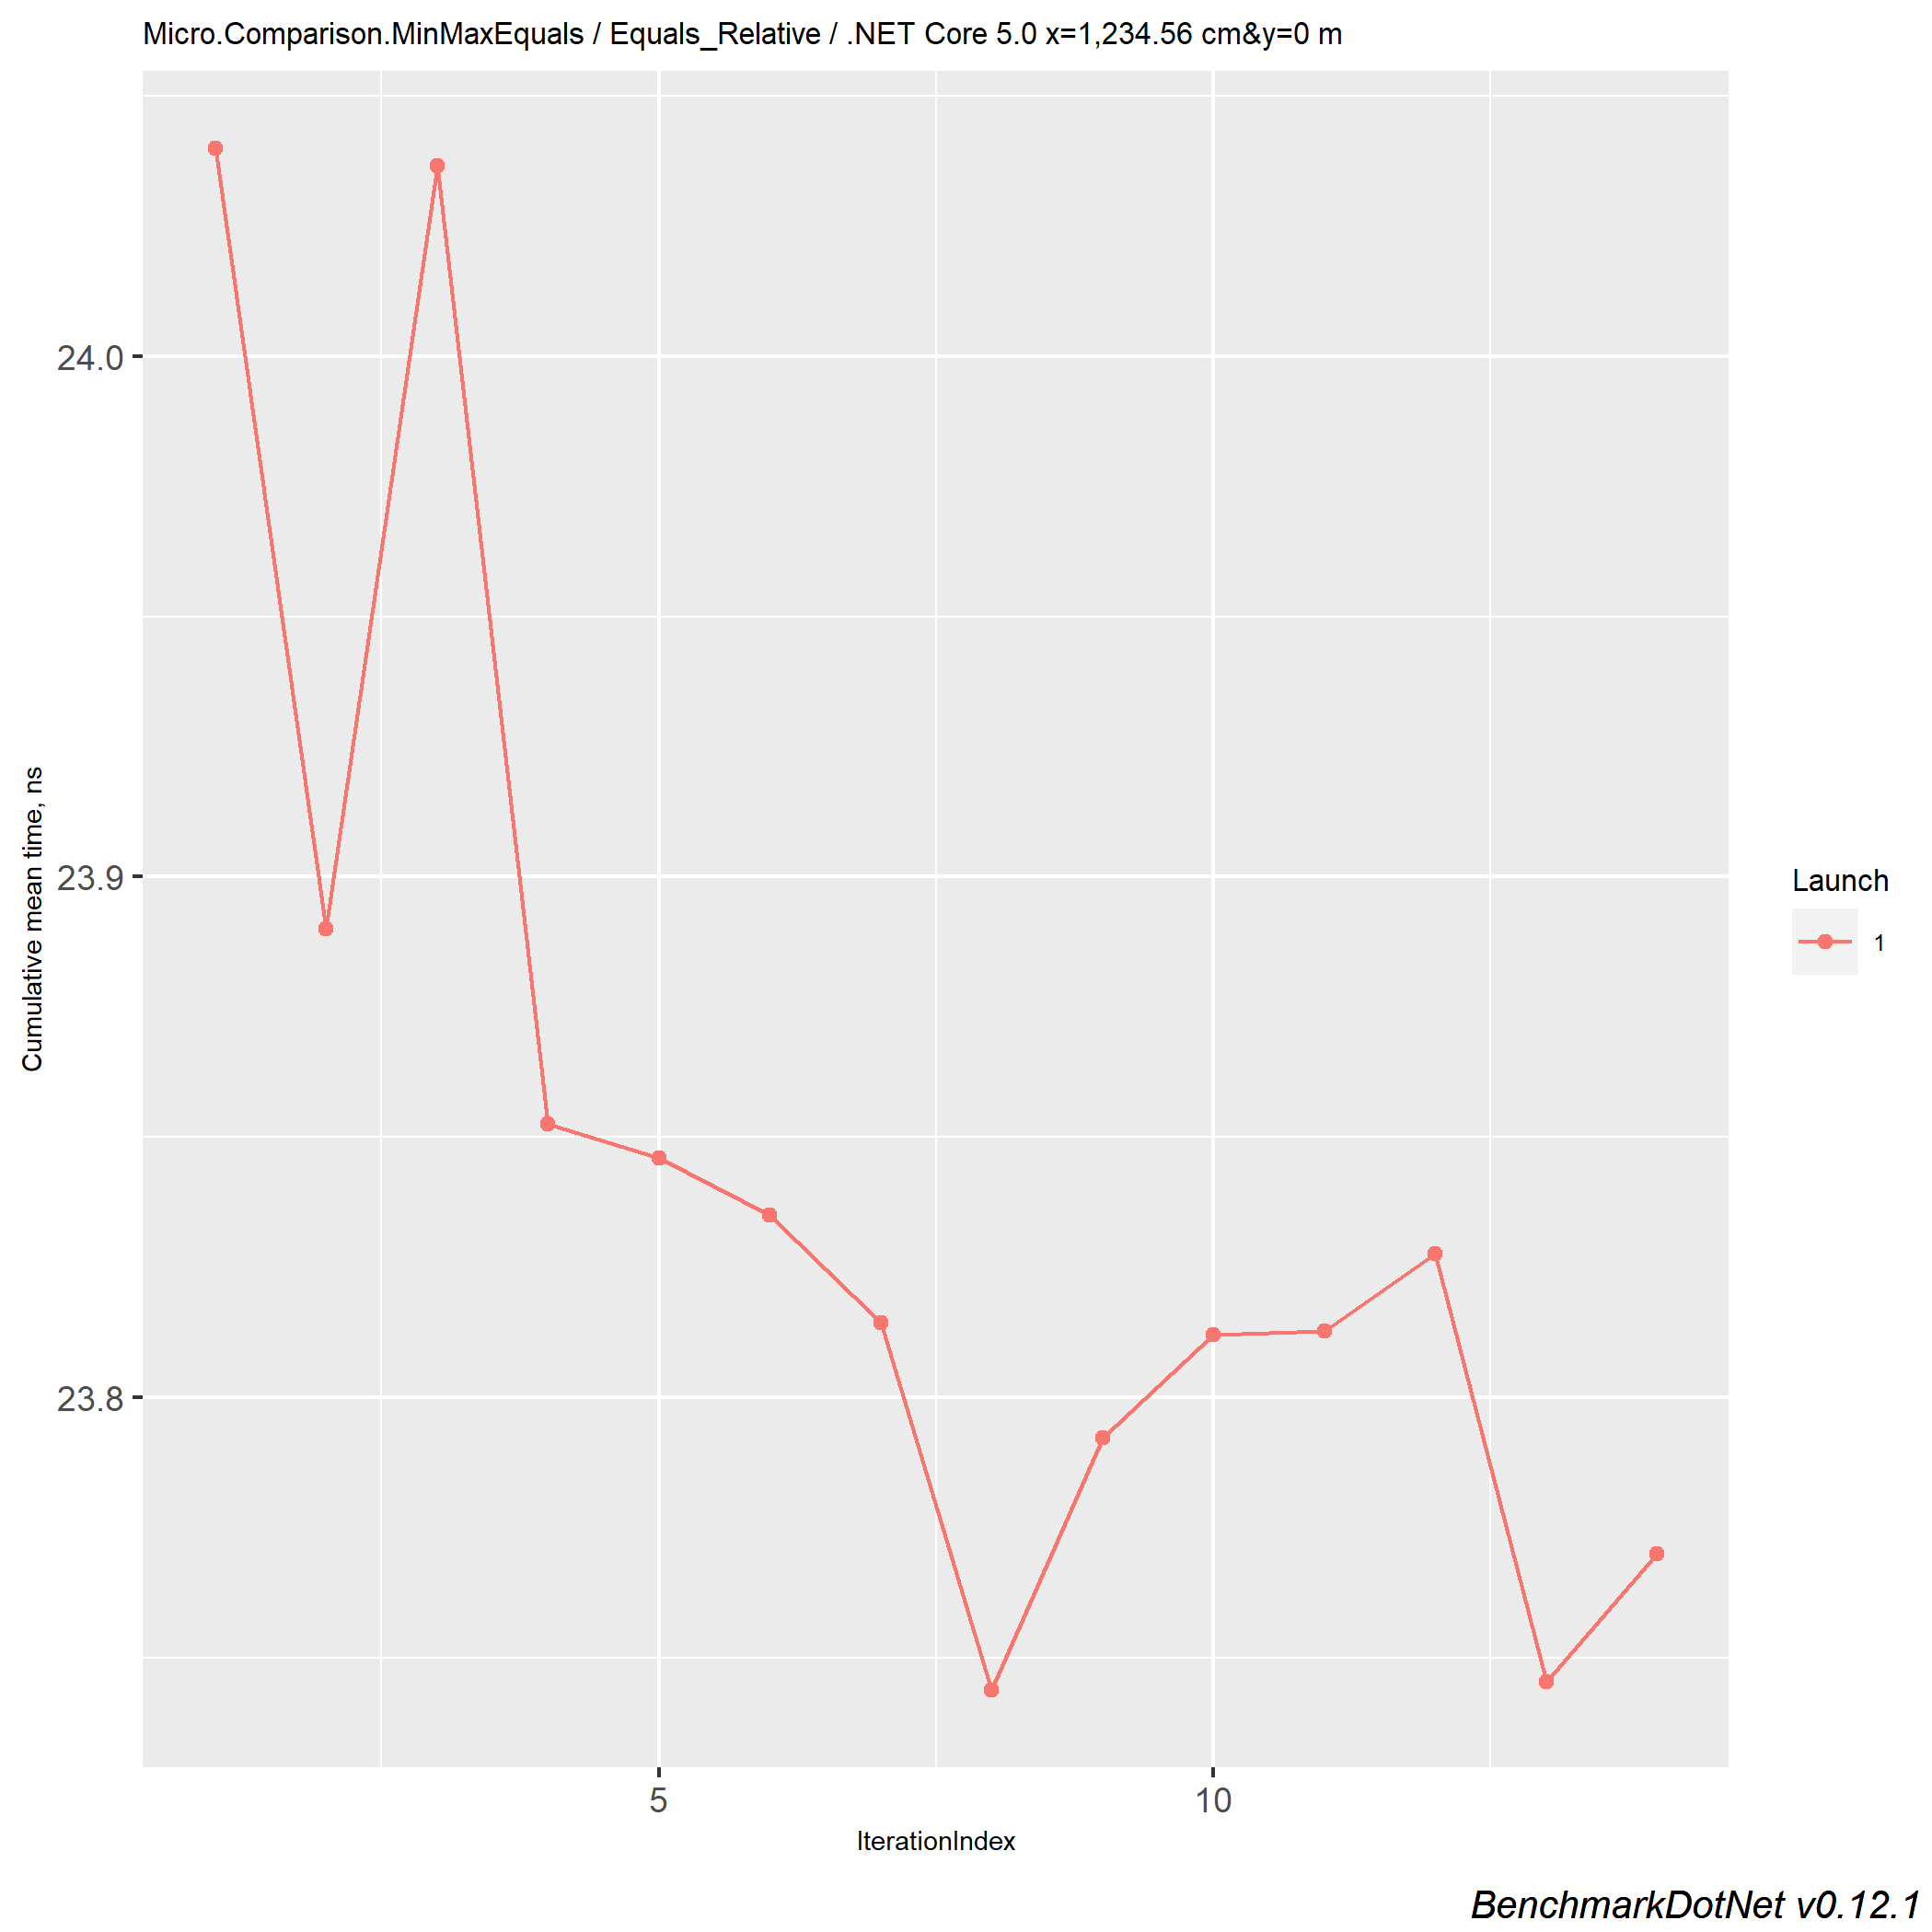 Micro.Comparison.MinMaxEquals / Equals_Relative / .NET Core 5.0 x=1,234.56 cm&y=0 m
Cumulative mean time, ns
24.0
23.9
23.8
5
10
IterationIndex
Launch
1
BenchmarkDotNet v0.12.1